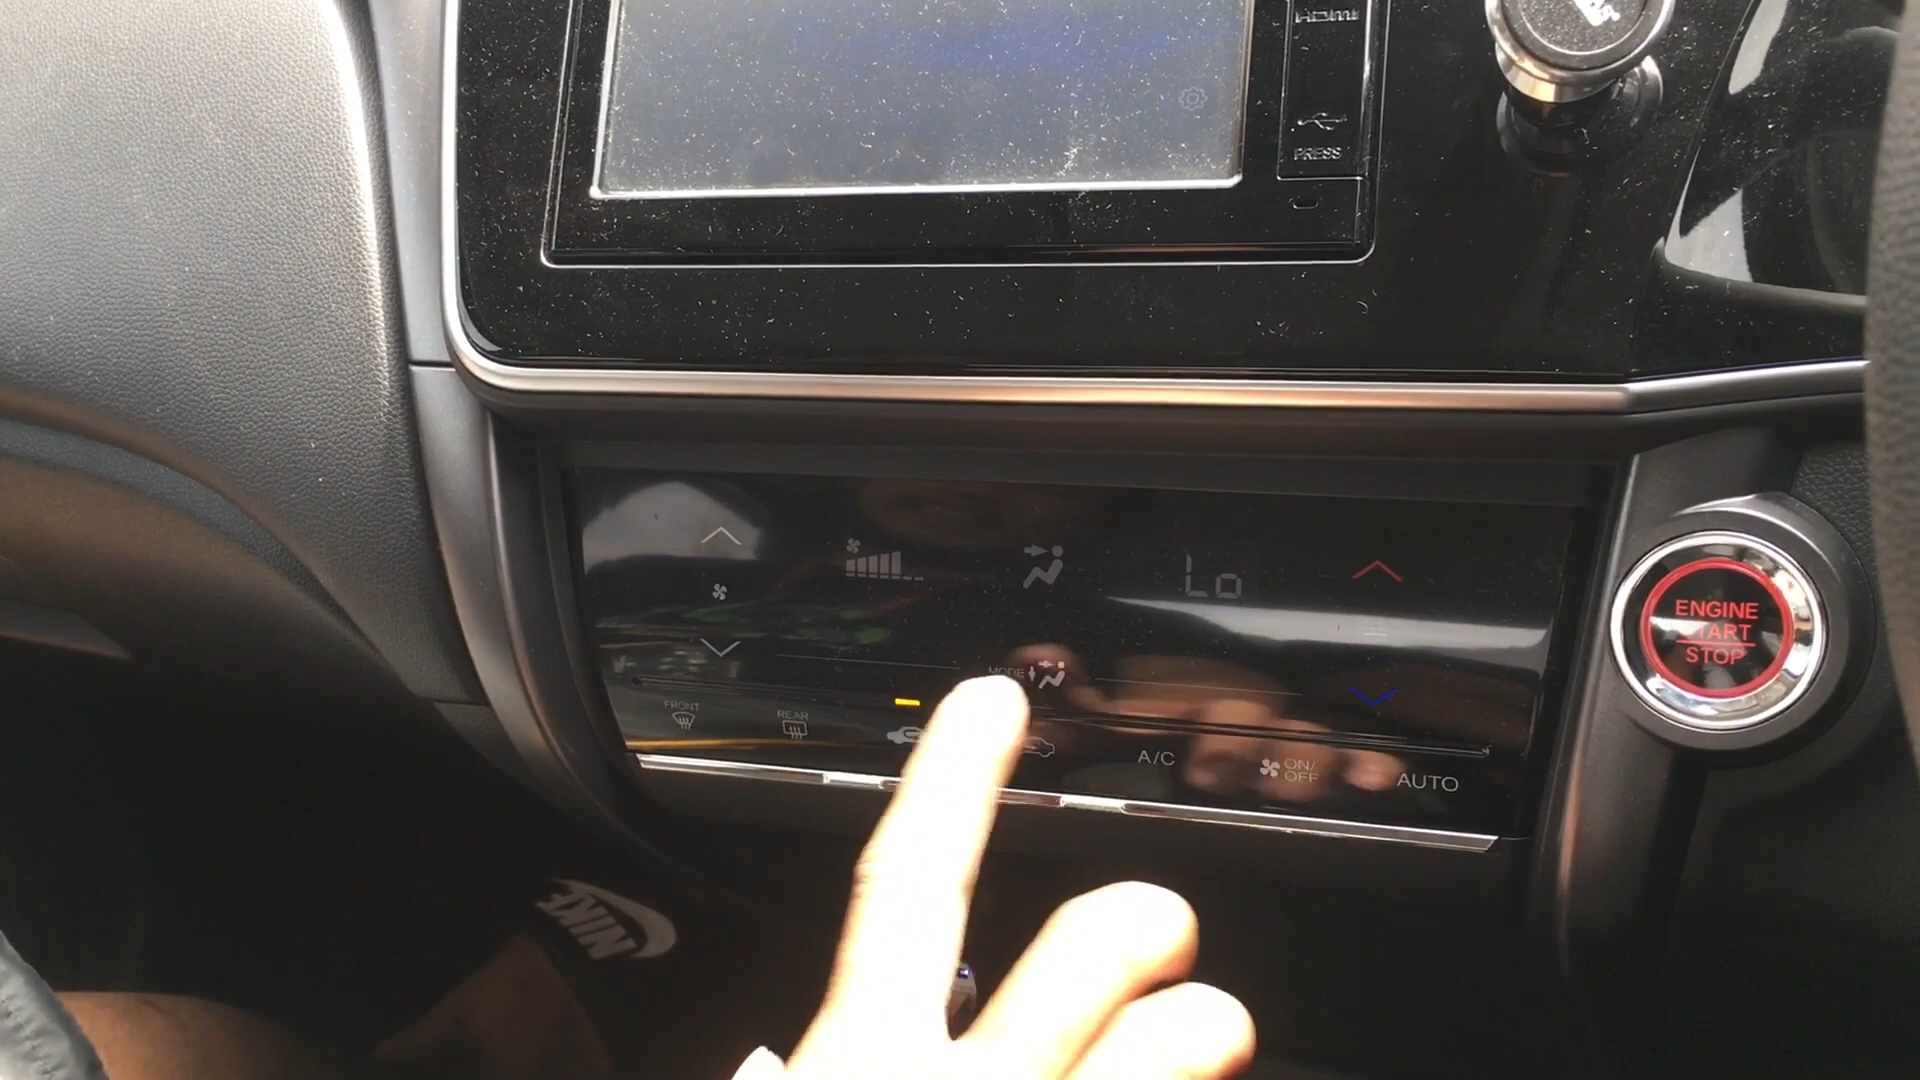 HDMI
PRESS
Lo
MODE
FRONT
REAR
A/C
ON/
OFF
AUTO
ENGINE
START
STOP
NIKE